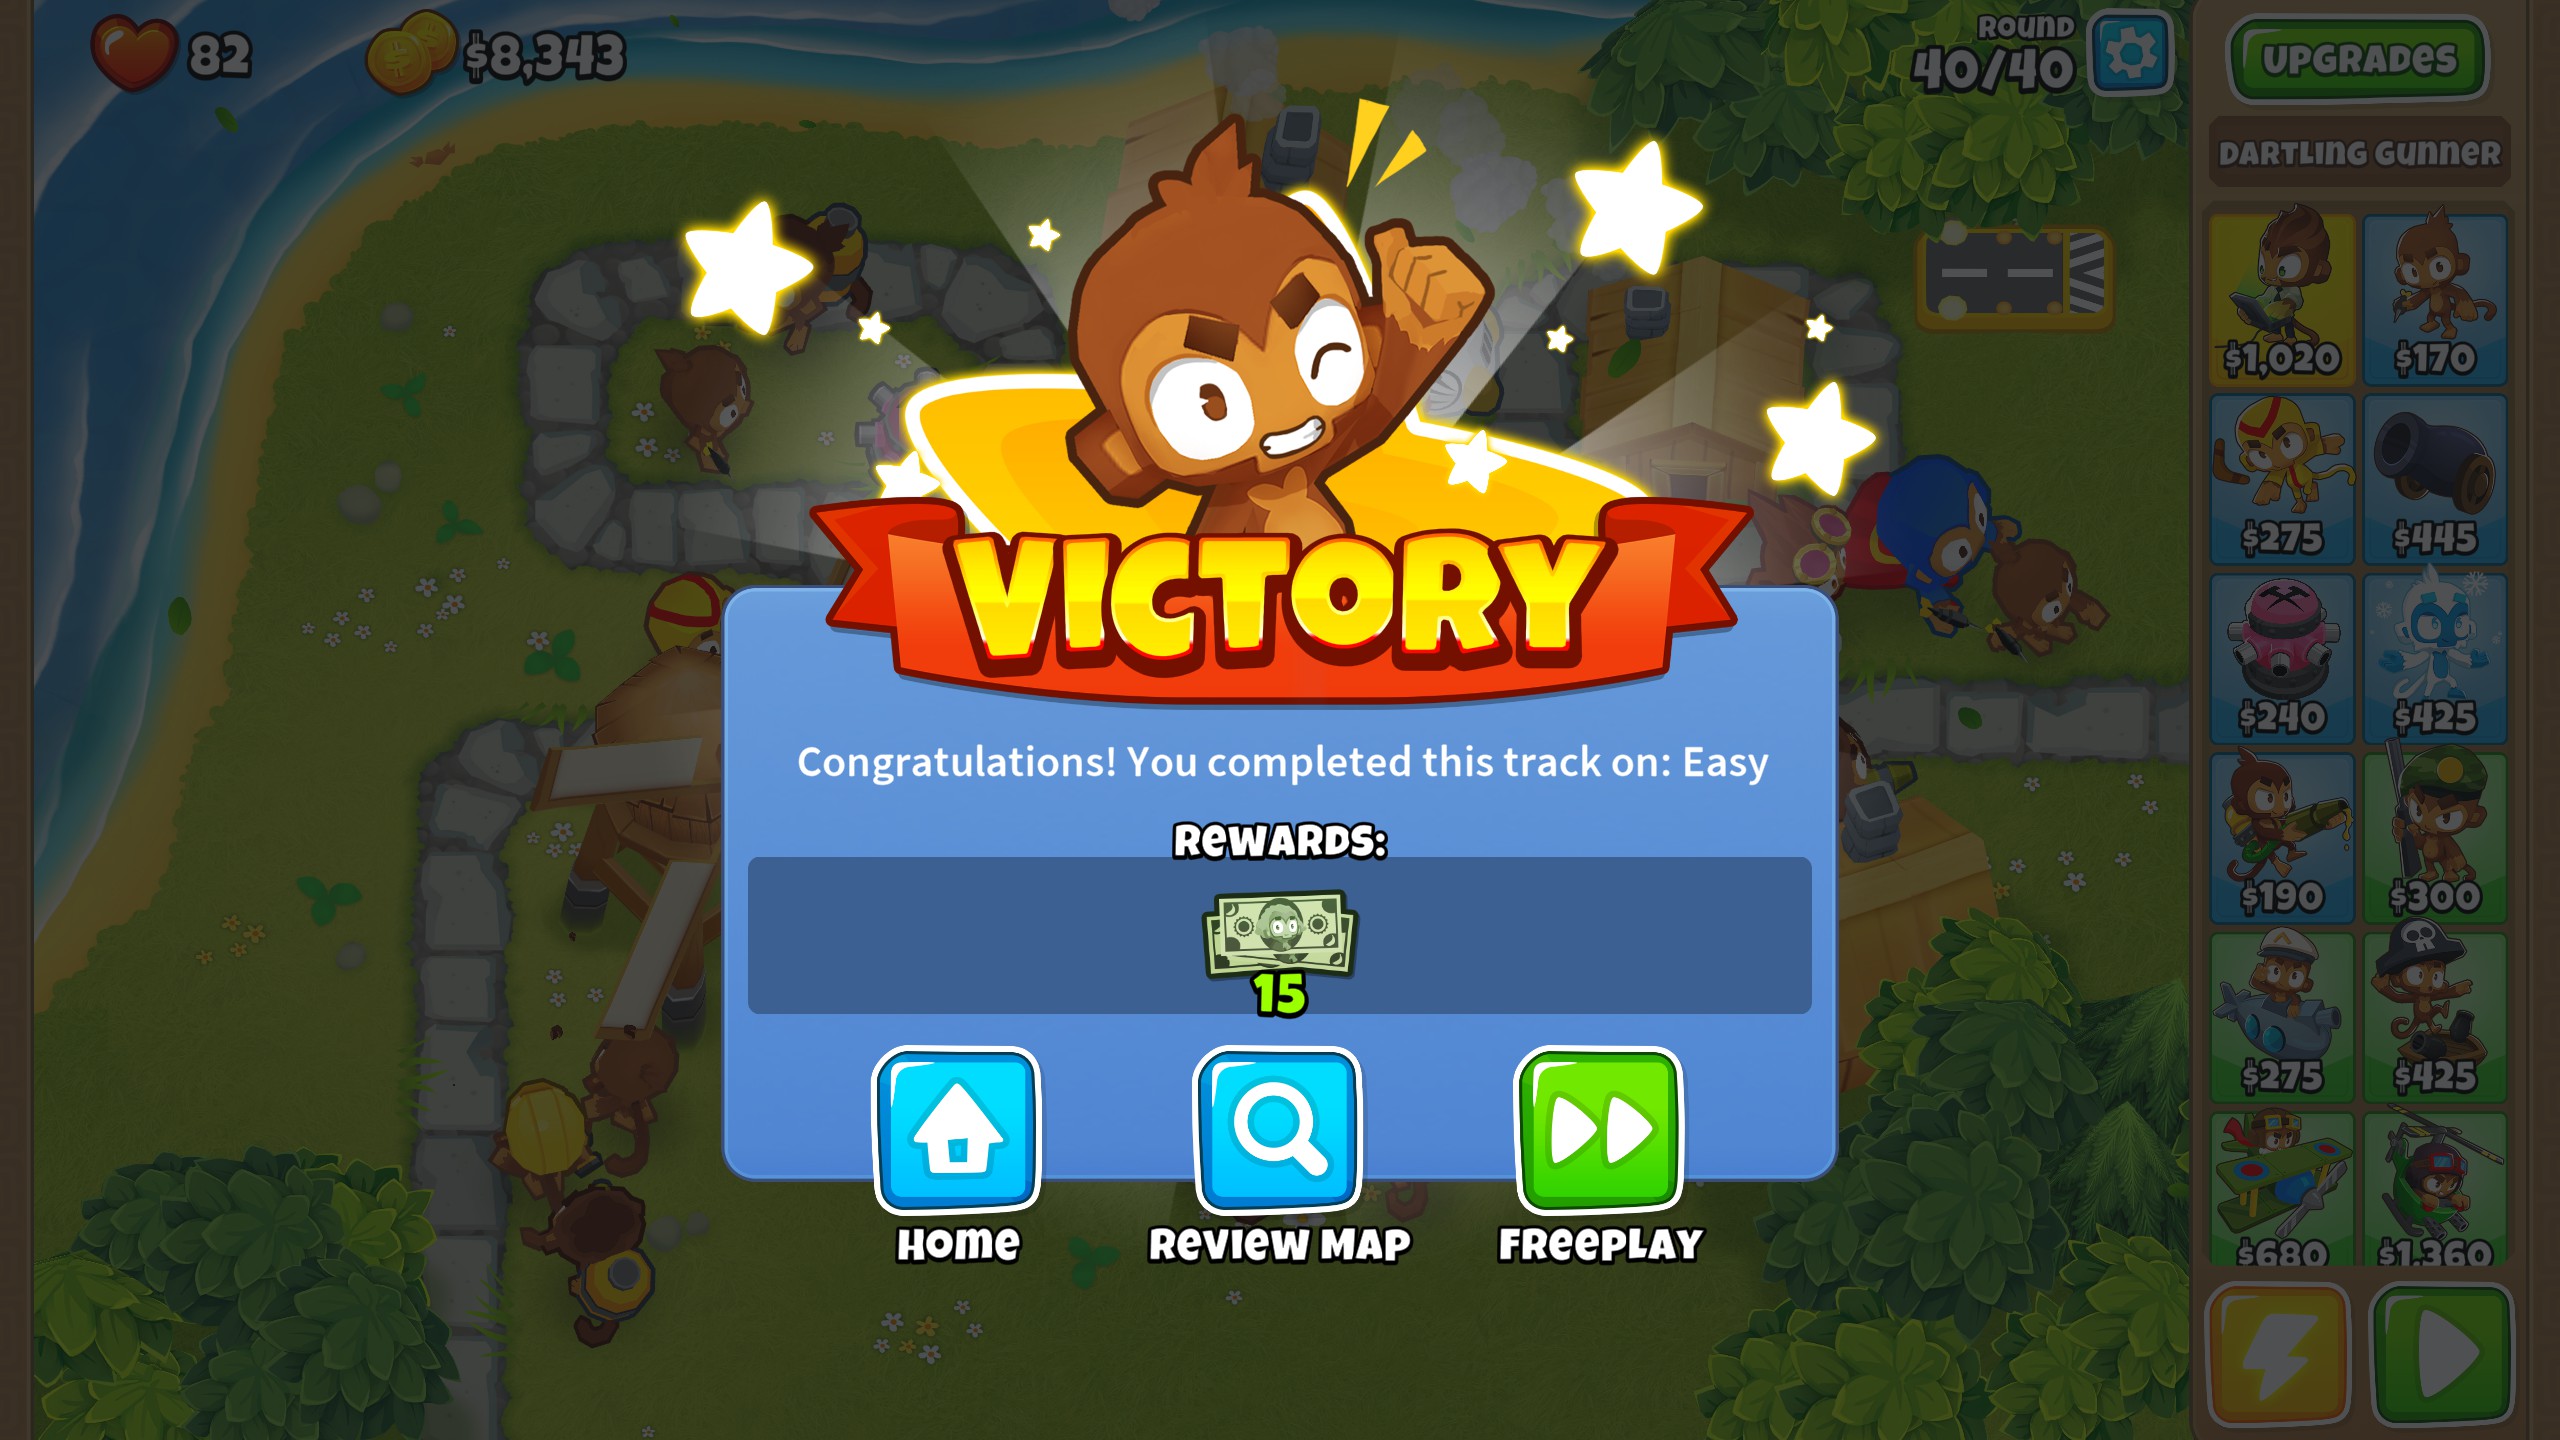 82
$8,343
ROUND
40/40
UPGRADES
DARTLING GUNNER
$1,020
$170
$275
$445
$240
$425
$190
$300
$275
$425
$680
$1,360
VICTORY
Congratulations! You completed this track on: Easy
REWARDS:
15
HOME
REVIEW MAP
FREEPLAY